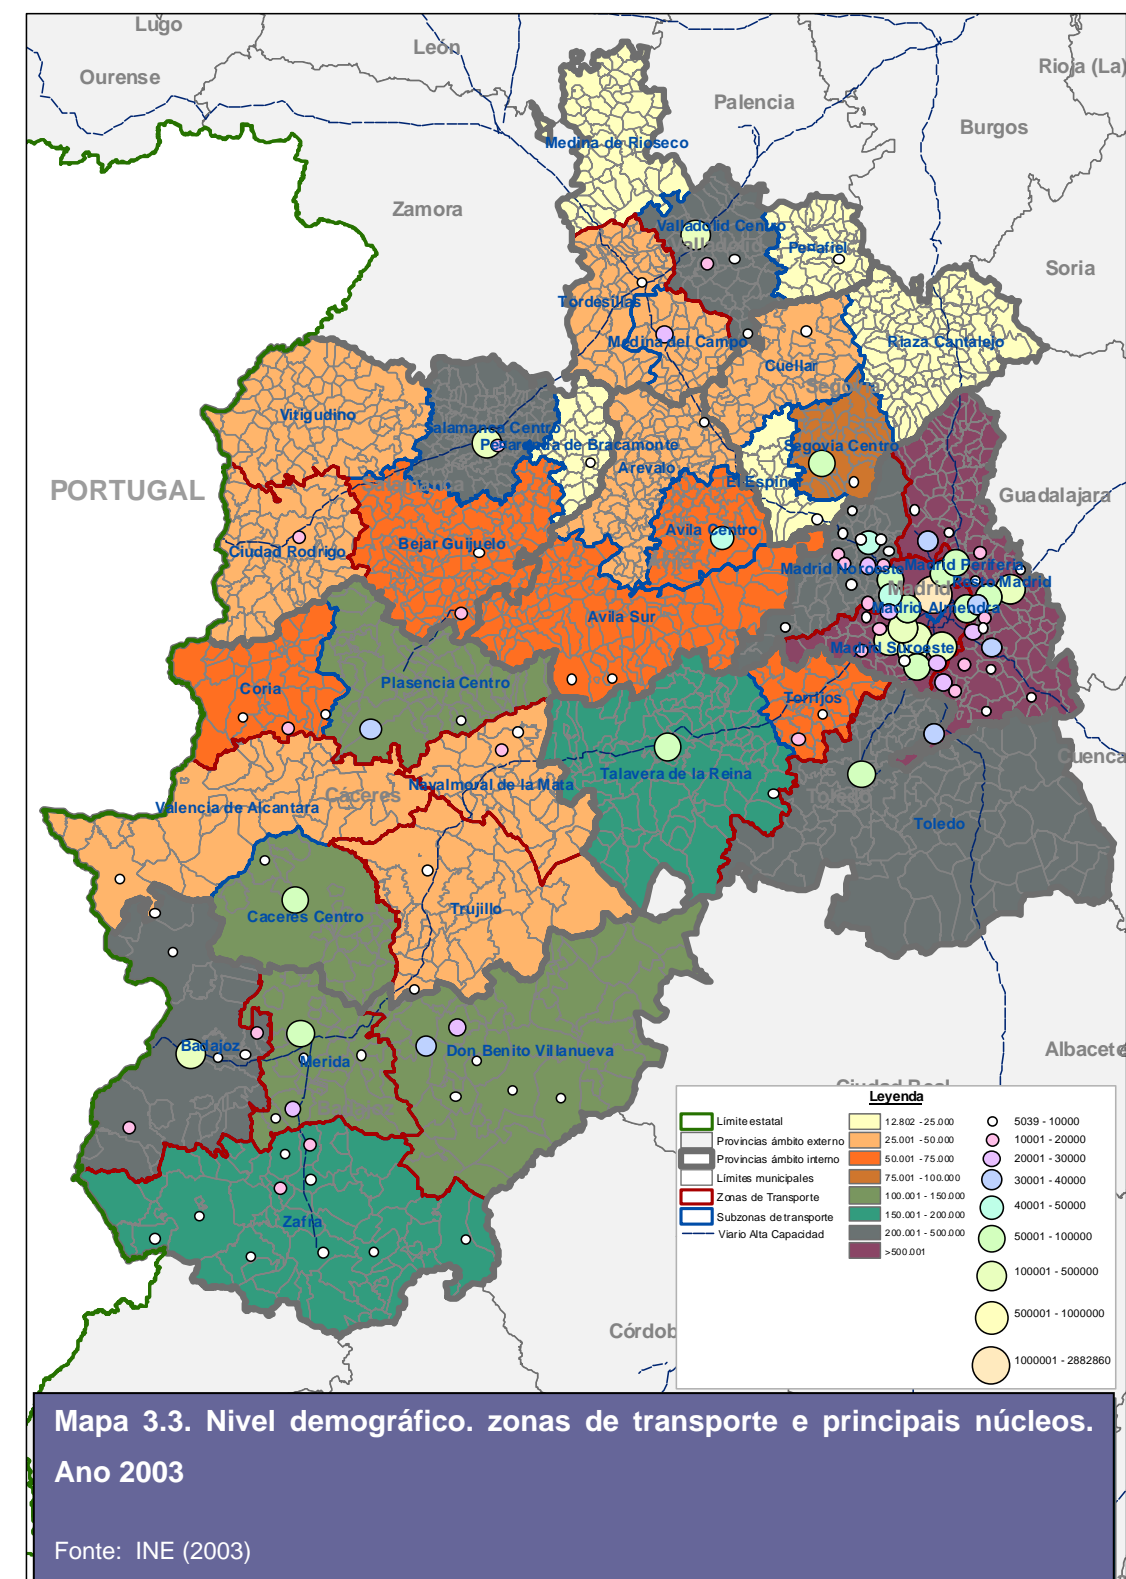 Lugo
León
Ourense
Rioja (La)
Palencia
Burgos
Medina de Rioseco
Zamora
Valladolid Centro
Peñafiel
Soria
Tordesillas
Medina del Campo
Riaza Cantalejo
Cuellar
Segovia
Vitigudino
Salamanca Centro
Peñaranda de Bracamonte
Segovia Centro
Arevalo
El Espinar
PORTUGAL
Guadalajara
Avila Centro
Ciudad Rodrigo
Bejar Guijuelo
Madrid Noroeste
Madrid Periferia
Este Madrid
Madrid
Madrid Almendra
Avila Sur
Madrid Suroeste
Coria
Plasencia Centro
Torrijos
Cuenca
Talavera de la Reina
Navalmoral de la Mata
Cáceres
Valencia de Alcantara
Toledo
Trujillo
Caceres Centro
Badajoz
Merida
Don Benito Villanueva
Albacete
Ciudad Real
Zafra
Córdob
Leyenda
Límite estatal
Provincias ámbito externo
Provincias ámbito interno
Límites municipales
Zonas de Transporte
Subzonas de transporte
Viario Alta Capacidad
12.802 - 25.000
25.001 - 50.000
50.001 - 75.000
75.001 - 100.000
100.001 - 150.000
150.001 - 200.000
200.001 - 500.000
>500.001
5039 - 10000
10001 - 20000
20001 - 30000
30001 - 40000
40001 - 50000
50001 - 100000
100001 - 500000
500001 - 1000000
1000001 - 2882860
Mapa 3.3. Nivel demográfico. zonas de transporte e principais núcleos.
Ano 2003
Fonte: INE (2003)